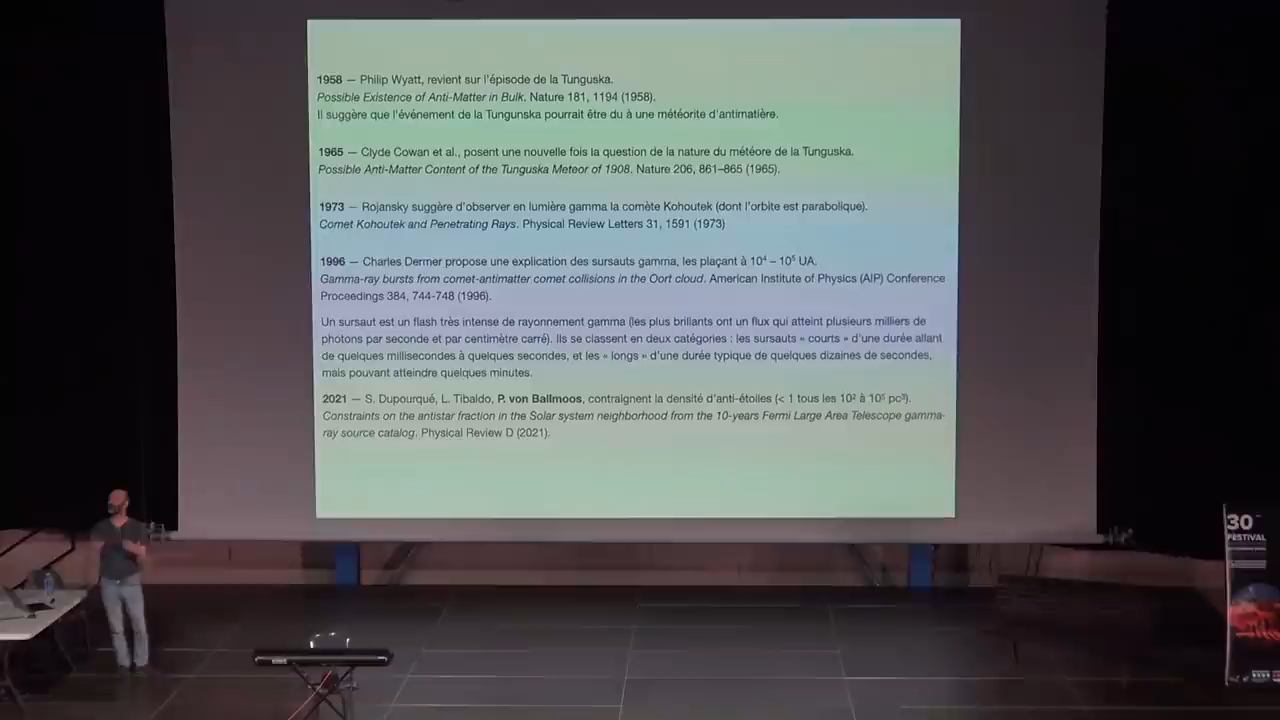 1958 — Philip Wyatt, revient sur l'épisode de la Tunguska.
Possible Existence of Anti-Matter in Bulk. Nature 181, 1194 (1958).
Il suggère que l'événement de la Tungunska pourrait être du à une météorite d'antimatière.
1965 — Clyde Cowan et al., posent une nouvelle fois la question de la nature du météore de la Tunguska.
Possible Anti-Matter Content of the Tunguska Meteor of 1908. Nature 206, 861–865 (1965).
1973 — Rojansky suggère d'observer en lumière gamma la comète Kohoutek (dont l'orbite est parabolique).
Comet Kohoutek and Penetrating Rays. Physical Review Letters 31, 1591 (1973)
1996 — Charles Dermer propose une explication des sursauts gamma, les plaçant à 10⁴ – 10⁵ UA.
Gamma-ray bursts from comet-antimatter comet collisions in the Oort cloud. American Institute of Physics (AIP) Conference
Proceedings 384, 744-748 (1996).
Un sursaut est un flash très intense de rayonnement gamma (les plus brillants ont un flux qui atteint plusieurs milliers de
photons par seconde et par centimètre carré). Ils se classent en deux catégories : les sursauts « courts » d'une durée allant
de quelques millisecondes à quelques secondes, et les « longs » d'une durée typique de quelques dizaines de secondes,
mais pouvant atteindre quelques minutes.
2021 — S. Dupourqué, L. Tibaldo, P. von Ballmoos, contraignent la densité d'anti-étoiles (< 1 tous les 10² à 10⁵ pc³).
Constraints on the antistar fraction in the Solar system neighborhood from the 10-years Fermi Large Area Telescope gamma-
ray source catalog. Physical Review D (2021).
30
FESTIVAL